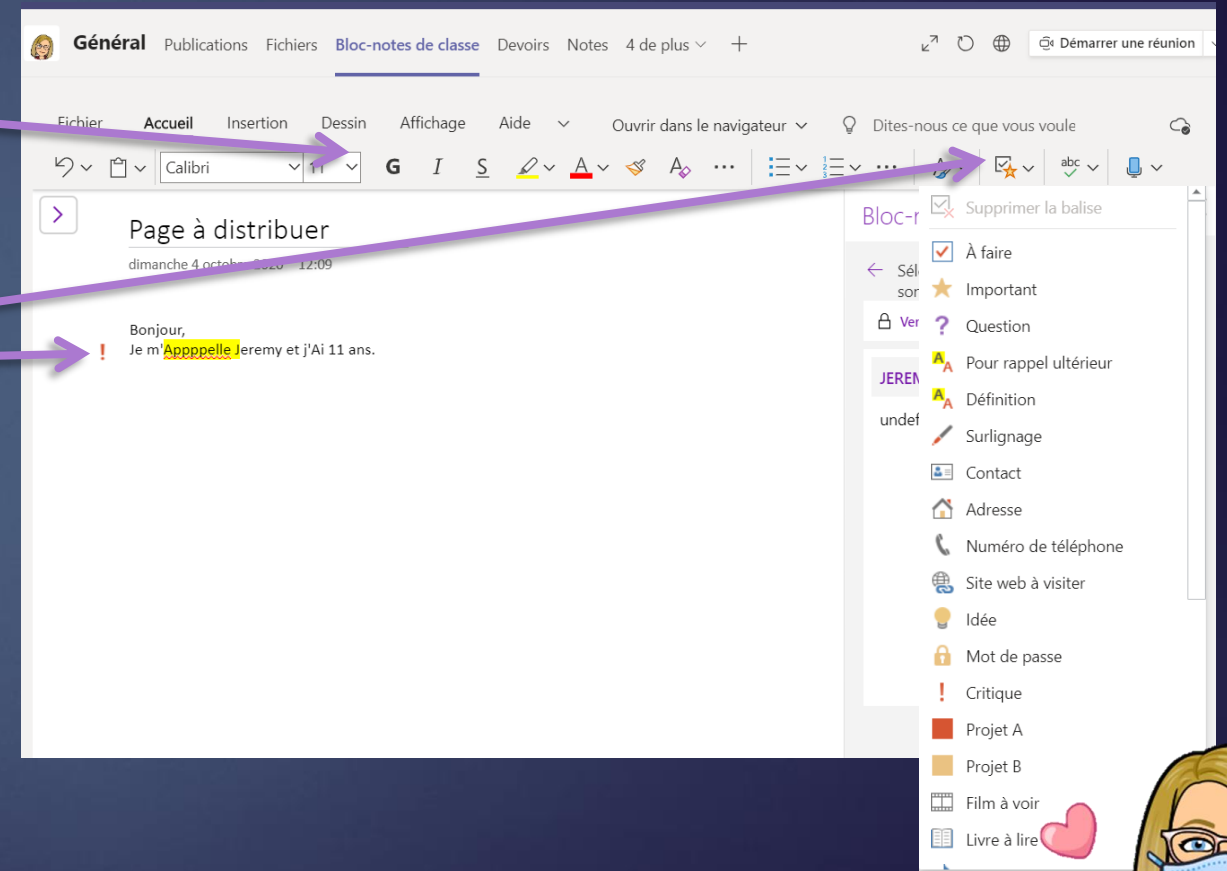 Général Publications Fichiers Bloc-notes de classe Devoirs Notes 4 de plus Démarrer une réunion
Fichier Accueil Insertion Dessin Affichage Aide Ouvrir dans le navigateur Dites-nous ce que vous voule
Calibri 11 G I S A abc
Page à distribuer
dimanche 4 12:09
Bonjour,
Je m'Appppelle Jeremy et j'Ai 11 ans.
Bloc-r
Sél
sor
Ver
JEREM
undef
Supprimer la balise
À faire
Important
Question
Pour rappel ultérieur
Définition
Surlignage
Contact
Adresse
Numéro de téléphone
Site web à visiter
Idée
Mot de passe
Critique
Projet A
Projet B
Film à voir
Livre à lire